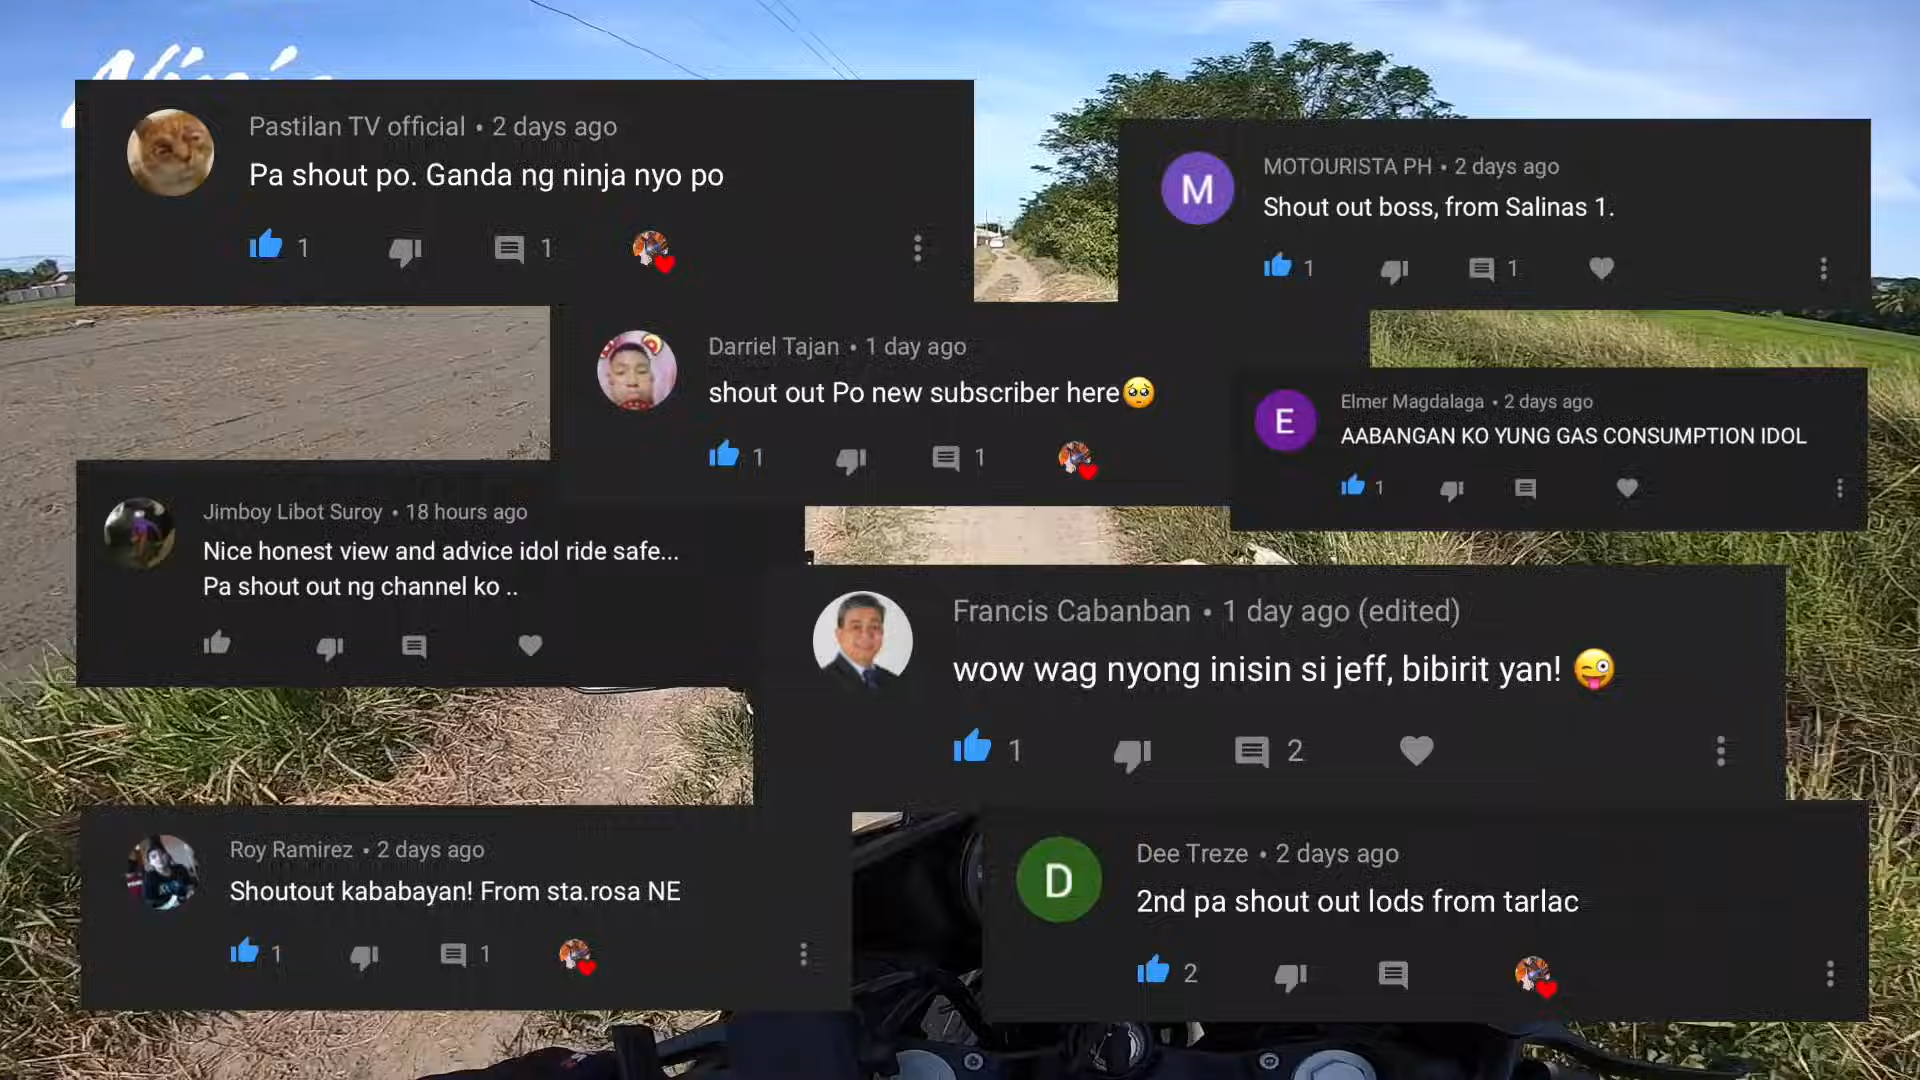 Ninja
Pastilan TV official • 2 days ago
Pa shout po. Ganda ng ninja nyo po
1
1
M
MOTOURISTA PH • 2 days ago
Shout out boss, from Salinas 1.
1
1
Darriel Tajan • 1 day ago
shout out Po new subscriber here🥺
1
1
E
Elmer Magdalaga • 2 days ago
AABANGAN KO YUNG GAS CONSUMPTION IDOL
1
Jimboy Libot Suroy • 18 hours ago
Nice honest view and advice idol ride safe...
Pa shout out ng channel ko ..
Francis Cabanban • 1 day ago (edited)
wow wag nyong inisin si jeff, bibirit yan! 😜
1
2
Roy Ramirez • 2 days ago
Shoutout kababayan! From sta.rosa NE
1
1
D
Dee Treze • 2 days ago
2nd pa shout out lods from tarlac
2